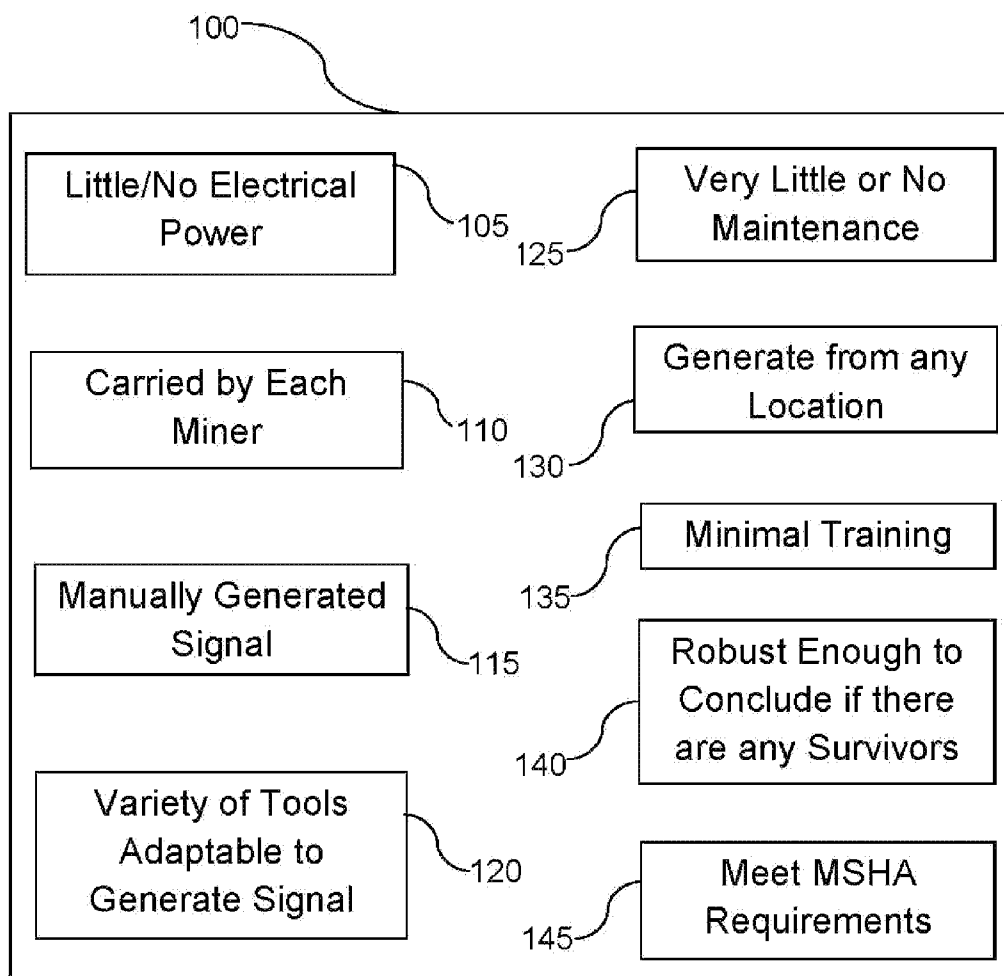 100
Little/No Electrical
Power
105
Carried by Each
Miner
110
Manually Generated
Signal
115
Variety of Tools
Adaptable to
Generate Signal
120
Very Little or No
Maintenance
125
Generate from any
Location
130
Minimal Training
135
Robust Enough to
Conclude if there
are any Survivors
140
Meet MSHA
Requirements
145